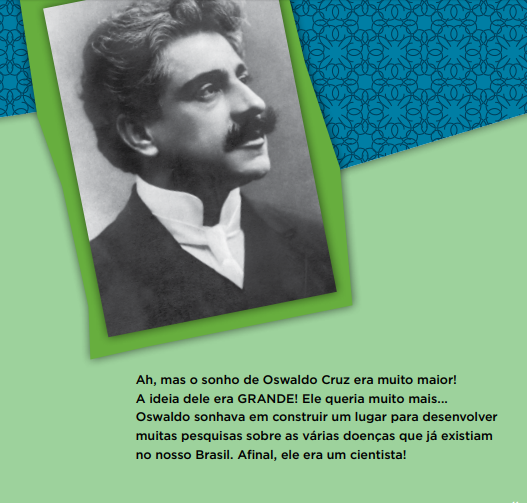 Ah, mas o sonho de Oswaldo Cruz era muito maior!
A ideia dele era GRANDE! Ele queria muito mais...
Oswaldo sonhava em construir um lugar para desenvolver
muitas pesquisas sobre as várias doenças que já existiam
no nosso Brasil. Afinal, ele era um cientista!